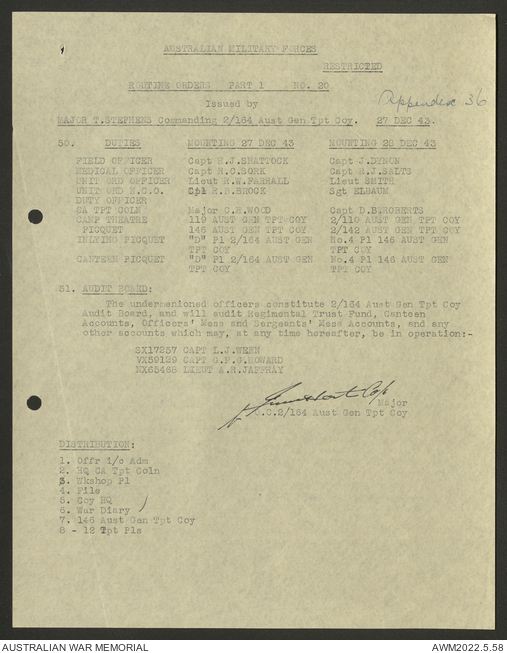 AUSTRALIAN MILITARY FORCES
RESTRICTED
ROUTINE ORDERS PART 1 NO. 20
Appendix 36
Issued by
MAJOR T.STEPHENS Commanding 2/164 Aust Gen Tpt Coy. 27 DEC 43.
50. DUTIES MOUNTING 27 DEC 43 MOUNTING 28 DEC 43
FIELD OFFICER Capt H.J.SHATTOCK Capt J.DYNON
MEDICAL OFFICER Capt R.C.BORK Capt R.J.SALTS
UNIT ORD OFFICER Lieut R.W.FARRALL Lieut SMITH
UNIT ORD N.C.O. Cpl R.H.BROCK Sgt ELBAUM
DUTY OFFICER
CA TPT COLN Major C.R.WOOD Capt D.B.ROBERTS
CAMP THEATRE 119 AUST GEN TPT COY 2/110 AUST GEN TPT COY
PICQUET 146 AUST GEN TPT COY 2/142 AUST GEN TPT COY
INLYING PICQUET "D" Pl 2/164 AUST GEN No.4 Pl 146 AUST GEN
TPT COY TPT COY
CANTEEN PICQUET "D" Pl 2/164 AUST GEN No.4 Pl 146 AUST GEN
TPT COY TPT COY
51. AUDIT BOARD:
The undermenioned officers constitute 2/164 Aust Gen Tpt Coy
Audit Board, and will audit Regimental Trust Fund, Canteen
Accounts, Officers' Mess and Sergeants' Mess Accounts, and any
other accounts which may, at any time hereafter, be in operation:-
SX17257 CAPT L.J.WREN
VX59139 CAPT G.F.G.HOWARD
NX65468 LIEUT A.R.JAFFRAY
Major
O.C.2/164 Aust Gen Tpt Coy
DISTRIBUTION:
1. Offr i/c Adm
2. HQ CA Tpt Coln
3. Wkshop Pl
4. File
5. Coy HQ
6. War Diary
7. 146 Aust Gen Tpt Coy
8 - 12 Tpt Pls
AUSTRALIAN WAR MEMORIAL AWM2022.5.58